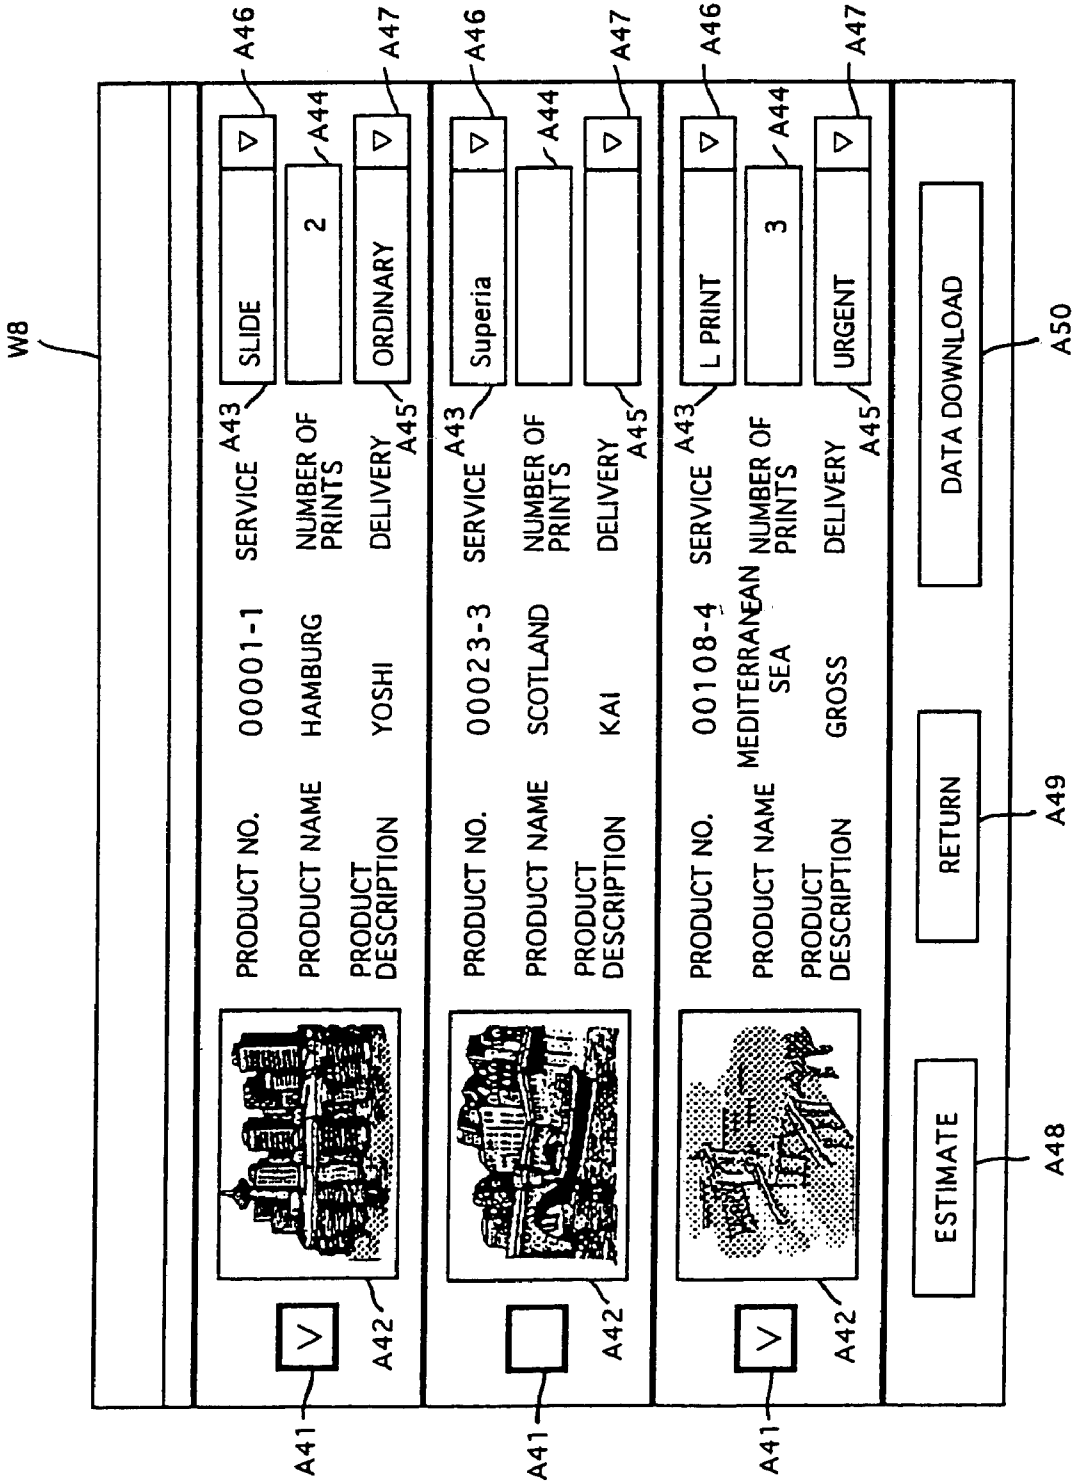 W8
A41
V
A42
PRODUCT NO.
00001-1
SERVICE
A43
SLIDE
▽
A46
PRODUCT NAME
HAMBURG
NUMBER OF
PRINTS
2
A44
PRODUCT
DESCRIPTION
YOSHI
DELIVERY
A45
ORDINARY
▽
A47
A41
A42
PRODUCT NO.
00023-3
SERVICE
A43
Superia
▽
A46
PRODUCT NAME
SCOTLAND
NUMBER OF
PRINTS
A44
PRODUCT
DESCRIPTION
KAI
DELIVERY
A45
▽
A47
A41
V
A42
PRODUCT NO.
00108-4
SERVICE
A43
L PRINT
▽
A46
PRODUCT NAME
MEDITERRANEAN
SEA
NUMBER OF
PRINTS
3
A44
PRODUCT
DESCRIPTION
GROSS
DELIVERY
A45
URGENT
▽
A47
ESTIMATE
RETURN
DATA DOWNLOAD
A48
A49
A50